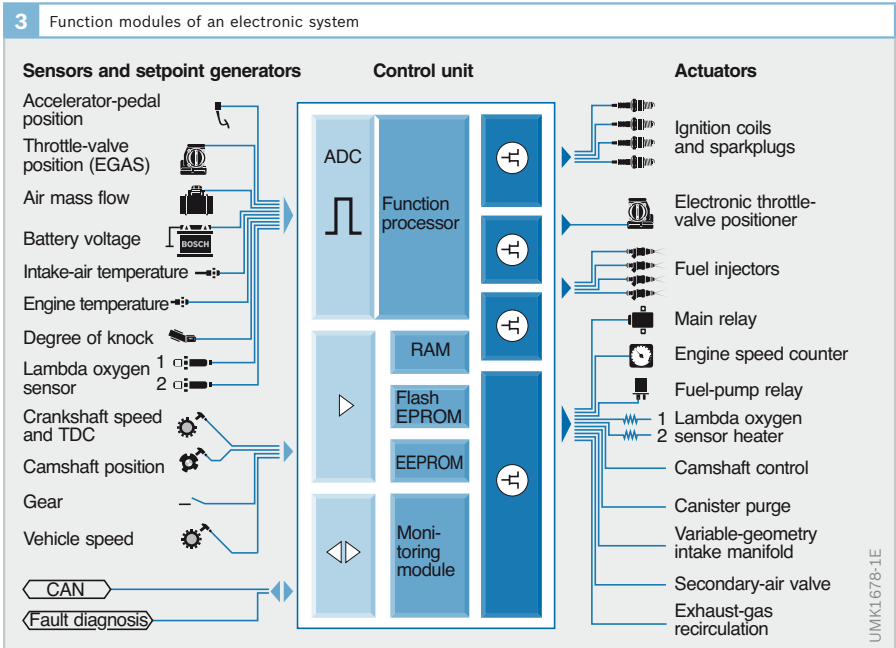 3 Function modules of an electronic system
Sensors and setpoint generators
Control unit
Actuators
Accelerator-pedal
position
Throttle-valve
position (EGAS)
Air mass flow
Battery voltage
BOSCH
Intake-air temperature
Engine temperature
Degree of knock
Lambda oxygen
sensor
1
2
Crankshaft speed
and TDC
Camshaft position
Gear
Vehicle speed
CAN
Fault diagnosis
ADC
Function
processor
RAM
Flash
EPROM
EEPROM
Moni-
toring
module
Ignition coils
and sparkplugs
Electronic throttle-
valve positioner
Fuel injectors
Main relay
Engine speed counter
Fuel-pump relay
1 Lambda oxygen
2 sensor heater
Camshaft control
Canister purge
Variable-geometry
intake manifold
Secondary-air valve
Exhaust-gas
recirculation
UMK1678-1E